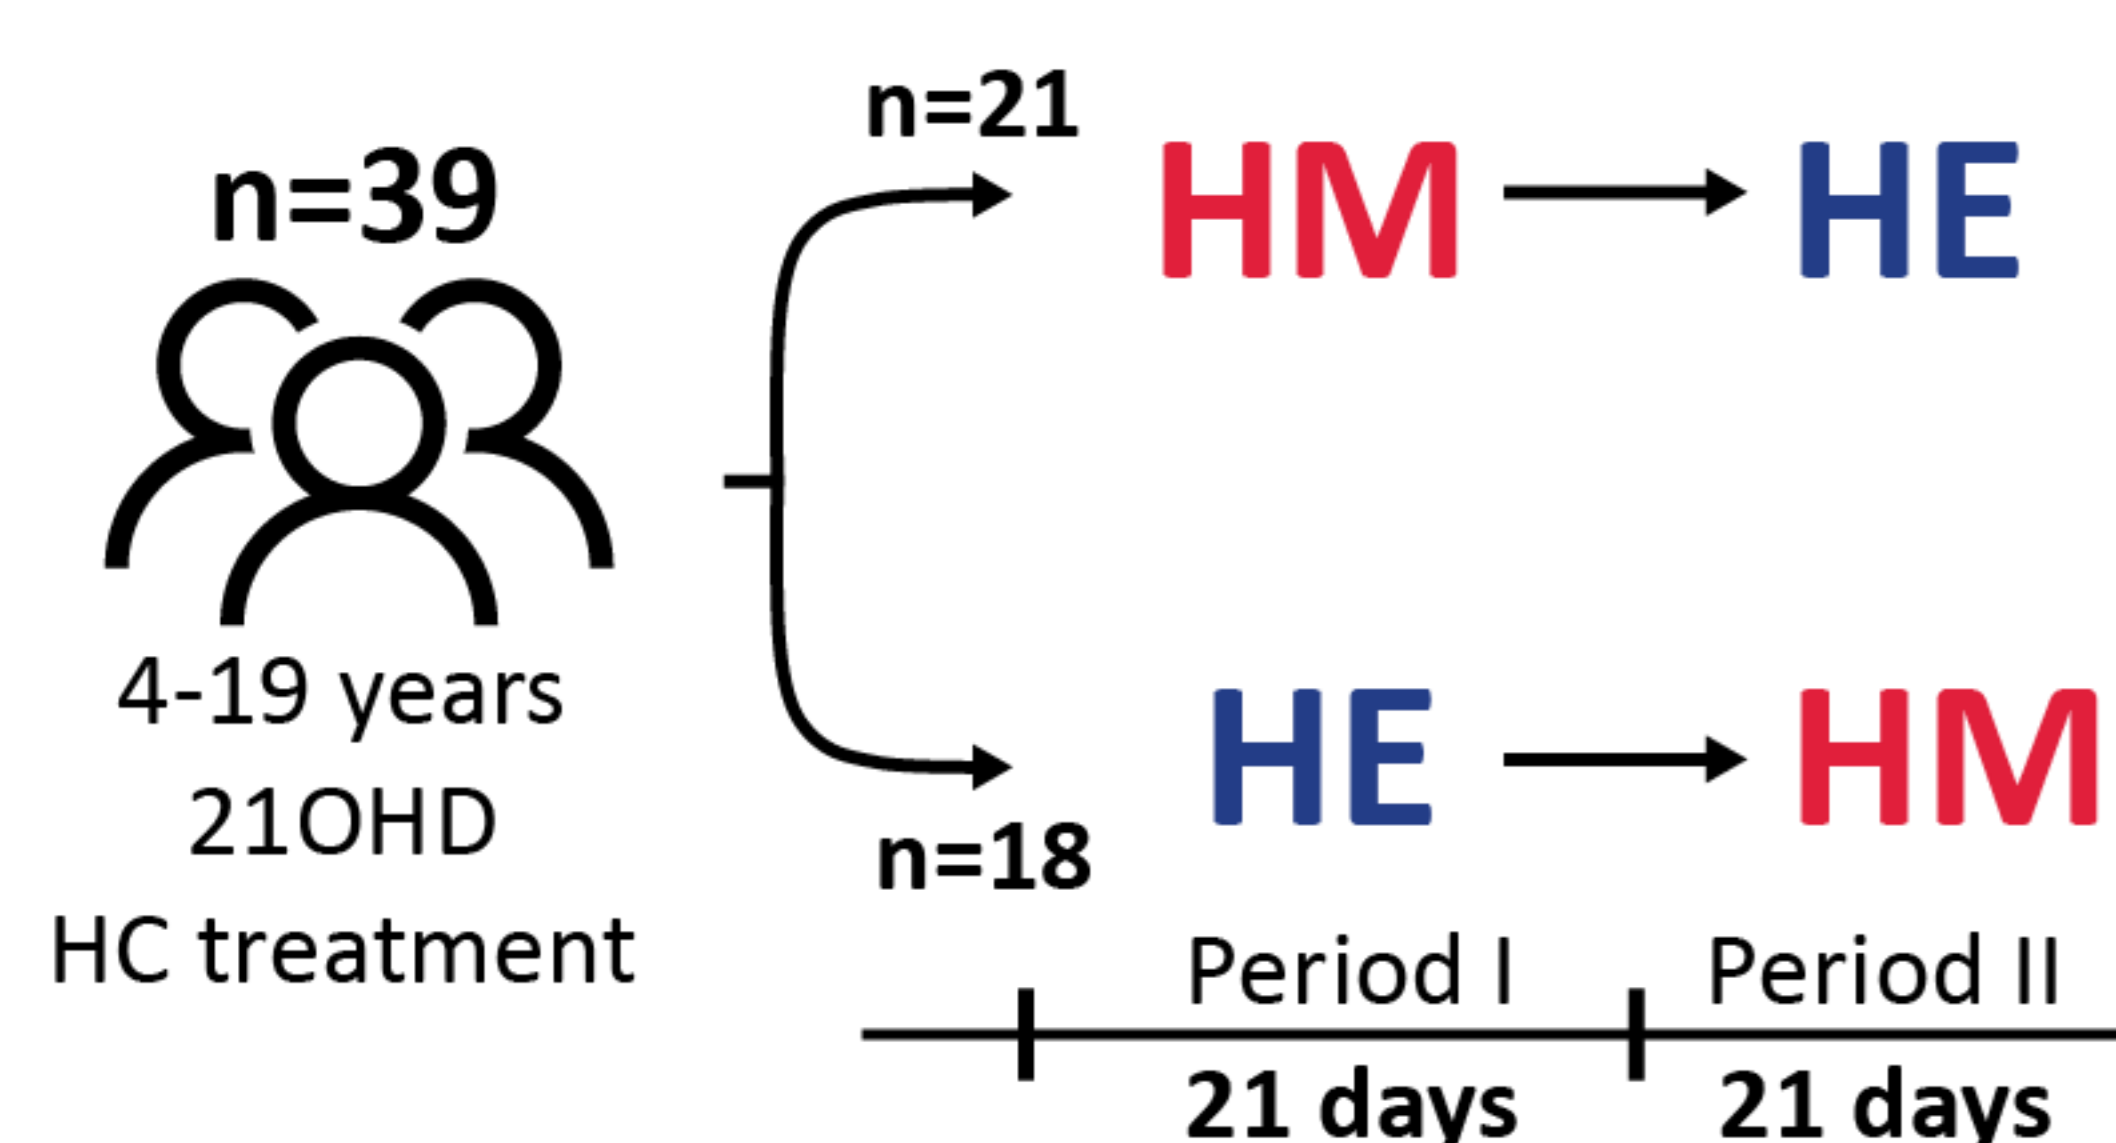 n=39
4-19 years
21OHD
HC treatment
n=21
HM
HE
HE
HM
n=18
Period I
Period II
21 days
21 days